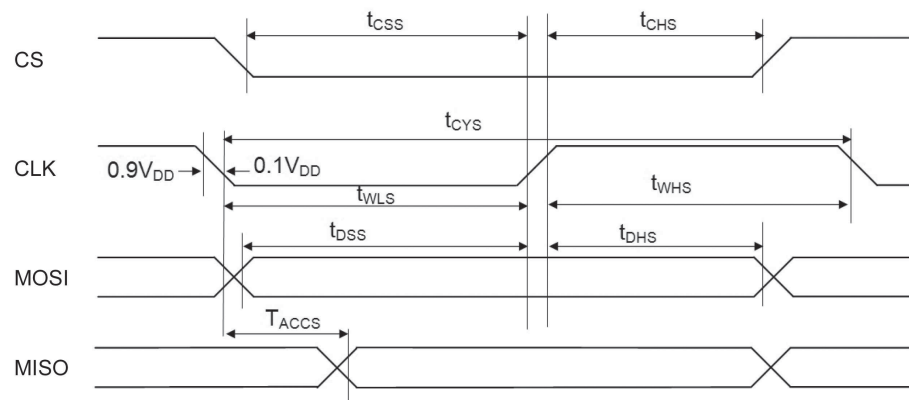 tCSS
tCHS
CS
tCYS
CLK
0.9VDD
0.1VDD
tWLS
tWHS
tDSS
tDHS
MOSI
TACCS
MISO